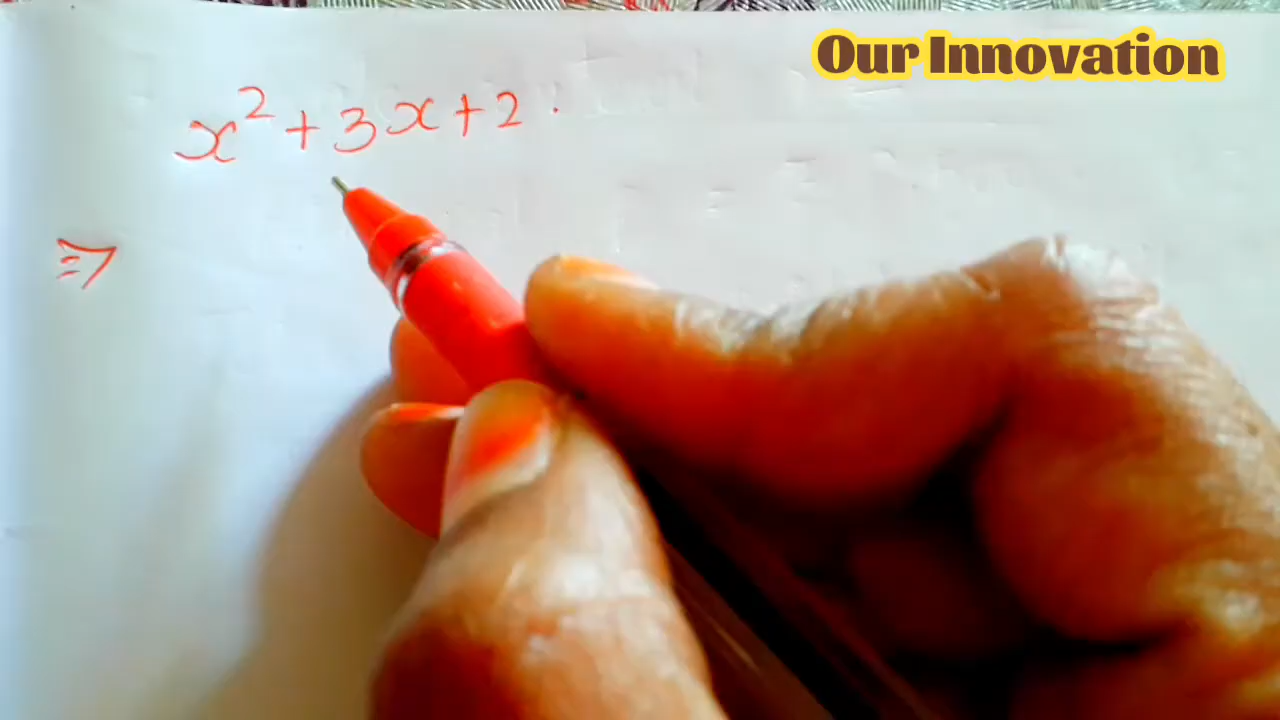 Our Innovation
x² + 3x + 2 .
⇒